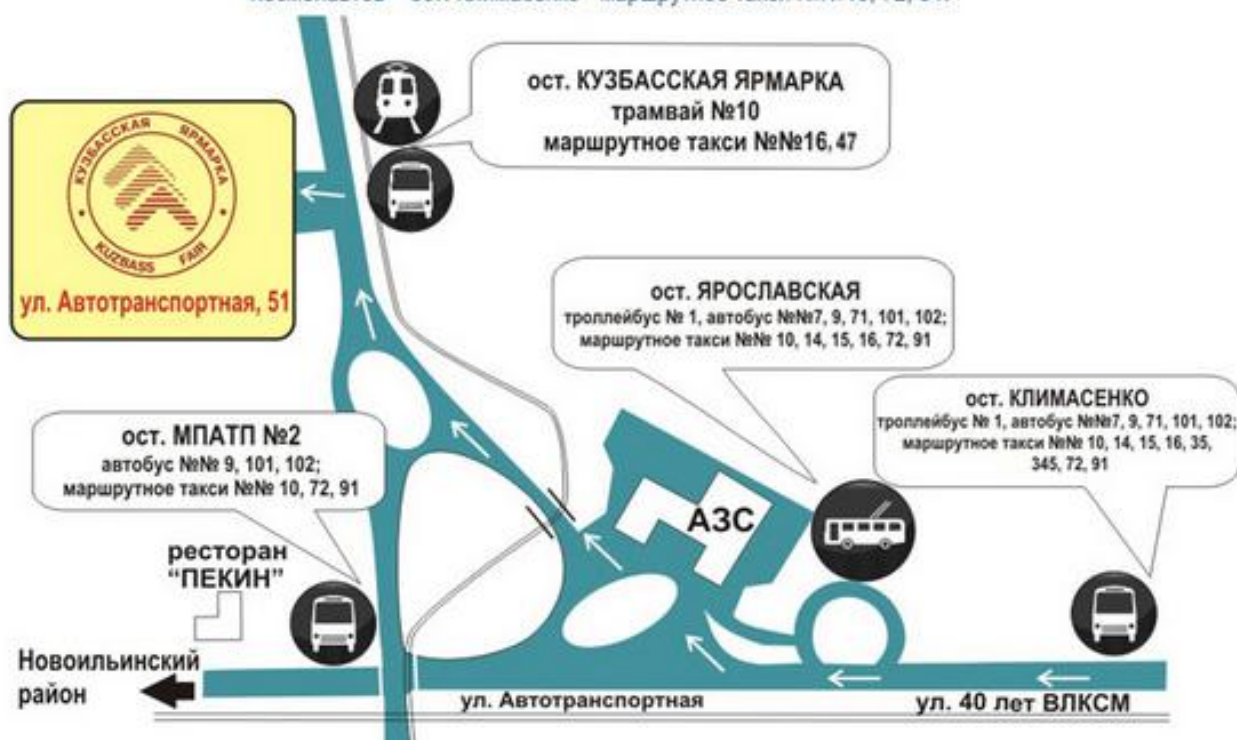 ост. КУЗБАССКАЯ ЯРМАРКА
трамвай №10
маршрутное такси №№16, 47
КУЗБАССКАЯ ЯРМАРКА
KUZBASS FAIR
ул. Автотранспортная, 51
ост. ЯРОСЛАВСКАЯ
троллейбус № 1, автобус №№7, 9, 71, 101, 102;
маршрутное такси №№ 10, 14, 15, 16, 72, 91
ост. КЛИМАСЕНКО
троллейбус № 1, автобус №№7, 9, 71, 101, 102;
маршрутное такси №№ 10, 14, 15, 16, 35,
345, 72, 91
ост. МПАТП №2
автобус №№ 9, 101, 102;
маршрутное такси №№ 10, 72, 91
АЗС
ресторан
"ПЕКИН"
Новоильинский
район
ул. Автотранспортная
ул. 40 лет ВЛКСМ